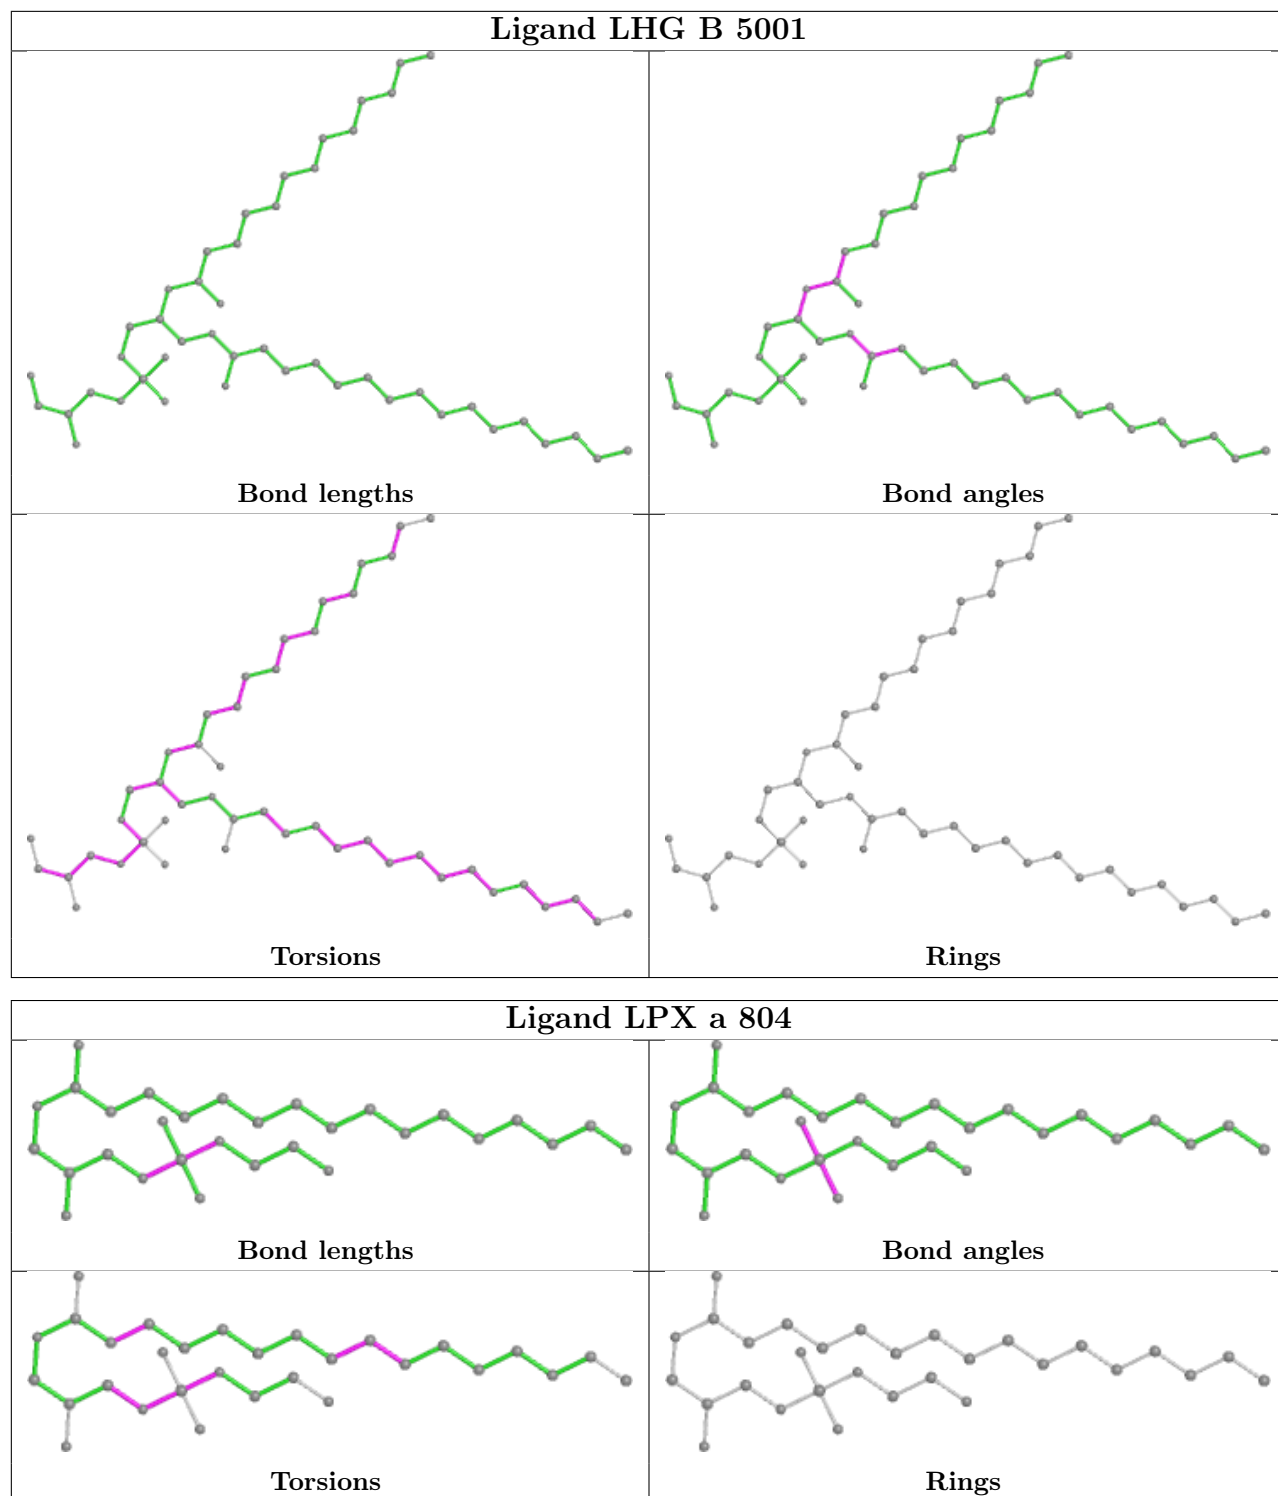 Ligand LHG B 5001
Bond lengths
Bond angles
Torsions
Rings
Ligand LPX a 804
Bond lengths
Bond angles
Torsions
Rings